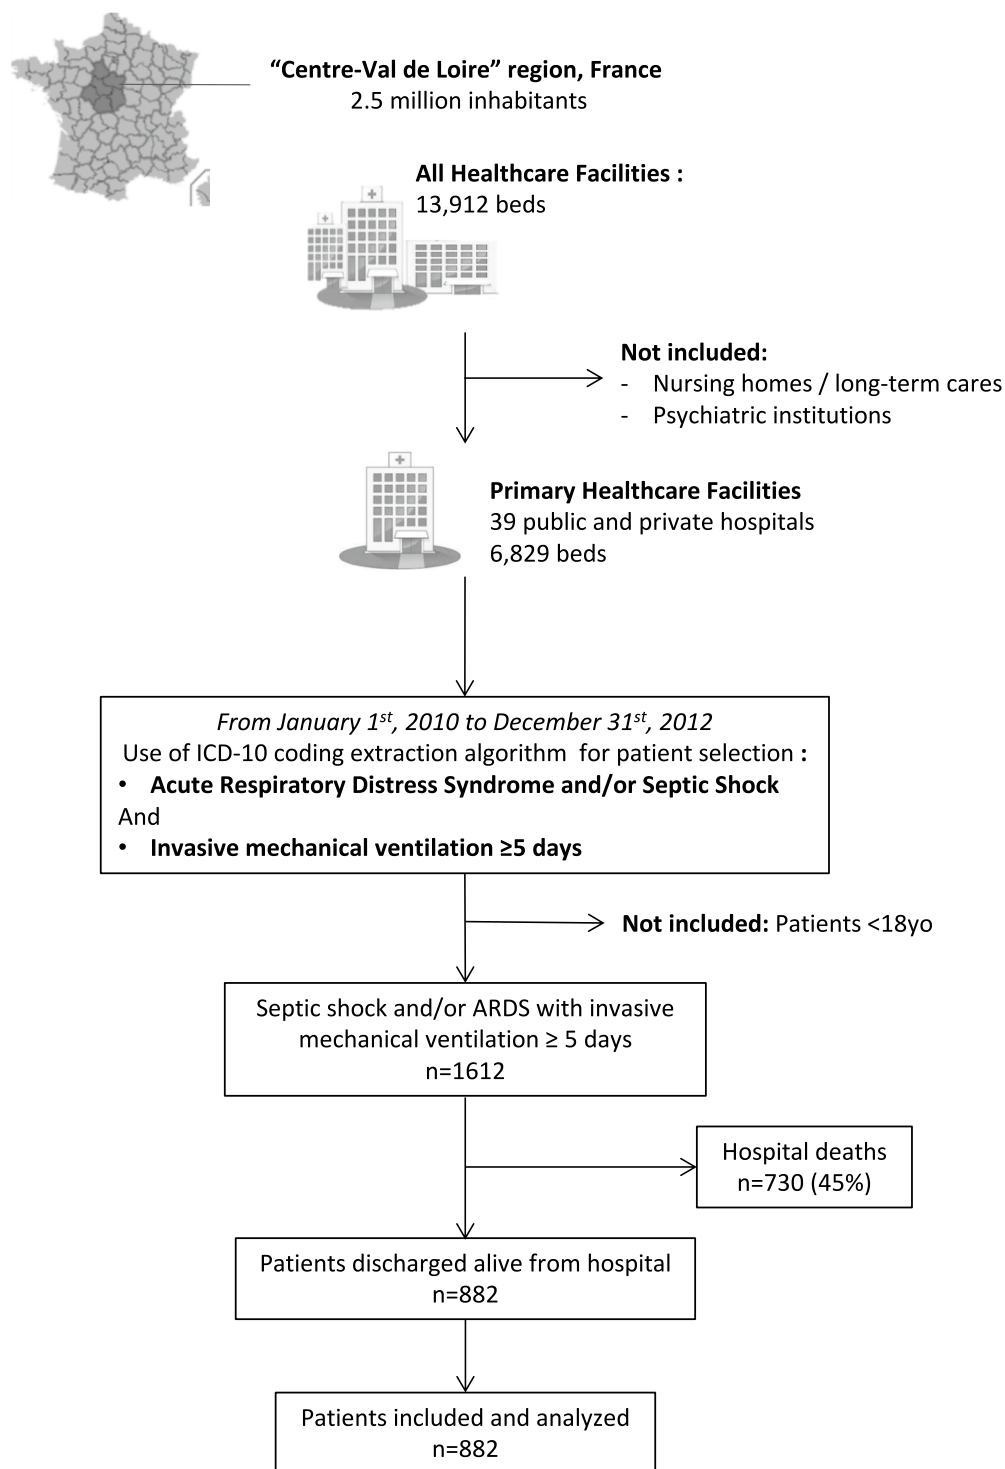 “Centre-Val de Loire” region, France
2.5 million inhabitants
All Healthcare Facilities :
13,912 beds
Not included:
- Nursing homes / long-term cares
- Psychiatric institutions
Primary Healthcare Facilities
39 public and private hospitals
6,829 beds
From January 1st, 2010 to December 31st, 2012
Use of ICD-10 coding extraction algorithm for patient selection :
• Acute Respiratory Distress Syndrome and/or Septic Shock
And
• Invasive mechanical ventilation ≥5 days
Not included: Patients <18yo
Septic shock and/or ARDS with invasive
mechanical ventilation ≥ 5 days
n=1612
Hospital deaths
n=730 (45%)
Patients discharged alive from hospital
n=882
Patients included and analyzed
n=882